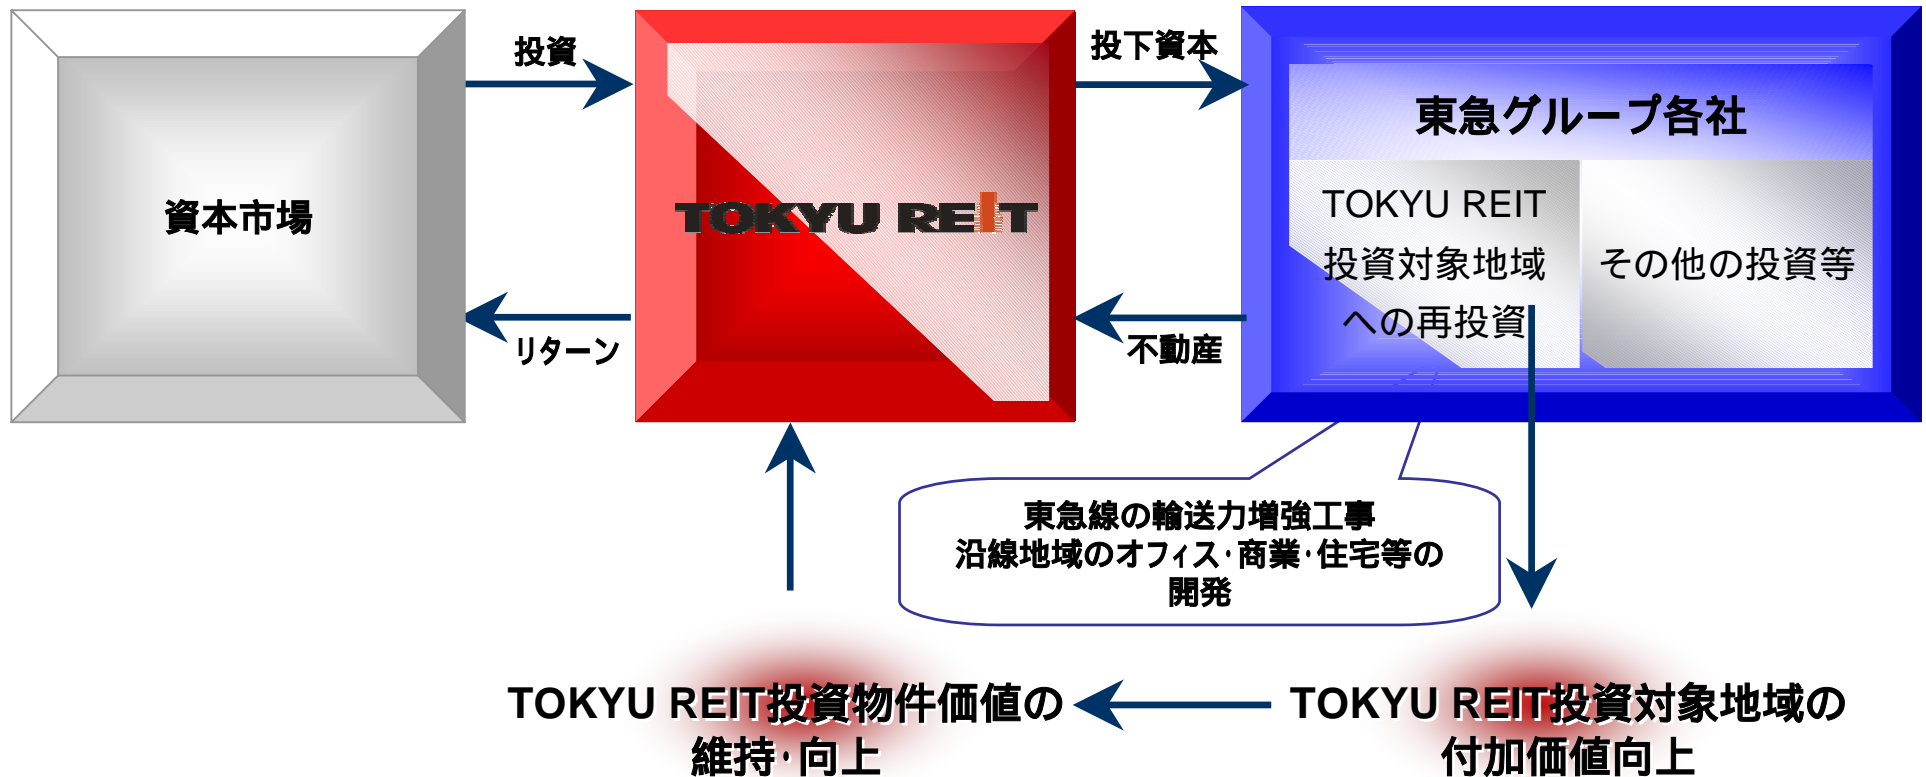 投資
投下資本
東急グループ各社
資本市場
TOKYU REIT
TOKYU REIT
投資対象地域
への再投資
その他の投資等
リターン
不動産
東急線の輸送力増強工事
沿線地域のオフィス･商業･住宅等の
開発
TOKYU REIT投資物件価値の
維持･向上
TOKYU REIT投資対象地域の
付加価値向上